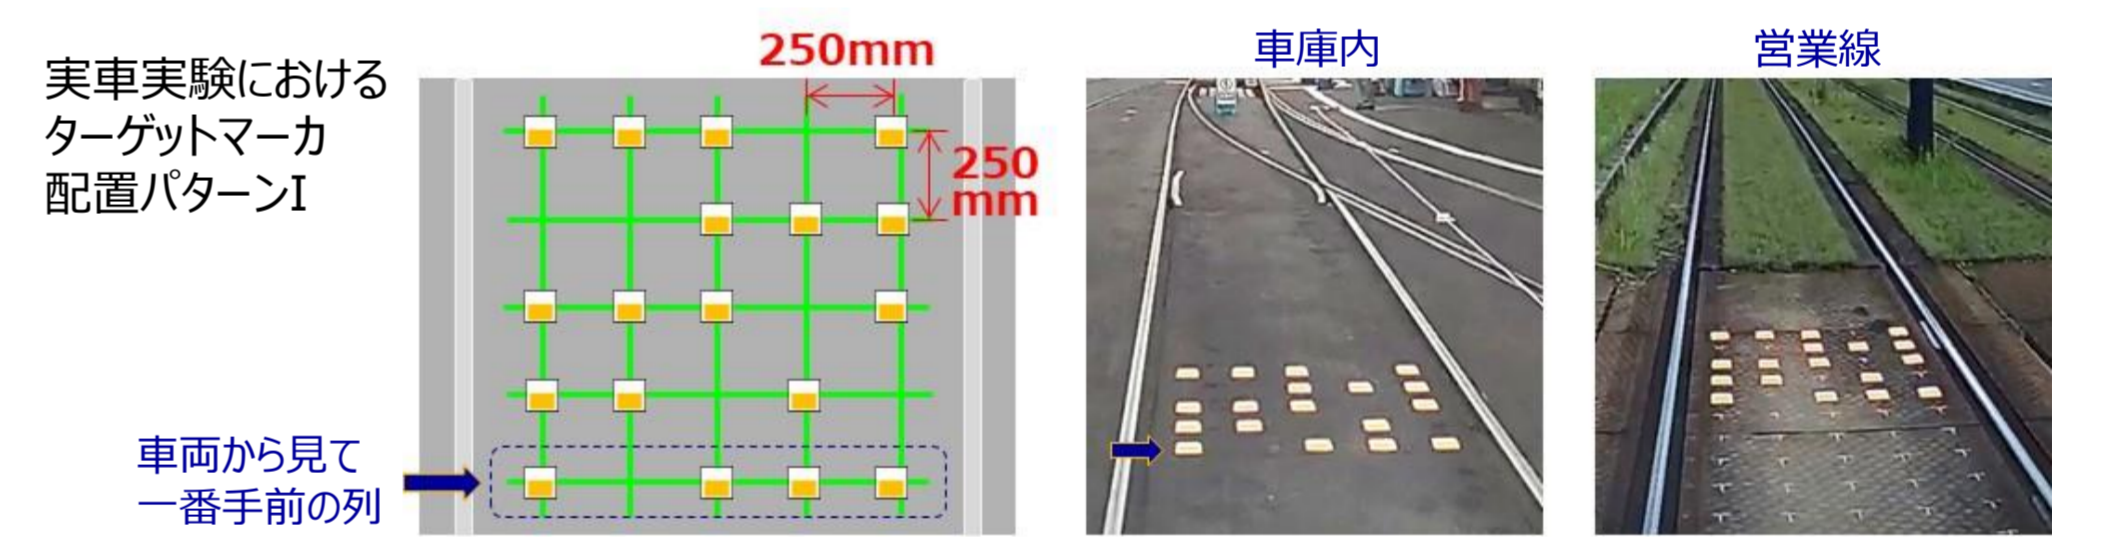 実車実験における
ターゲットマーカ
配置パターンI
250mm
250
mm
車両から見て
一番手前の列
車庫内
営業線